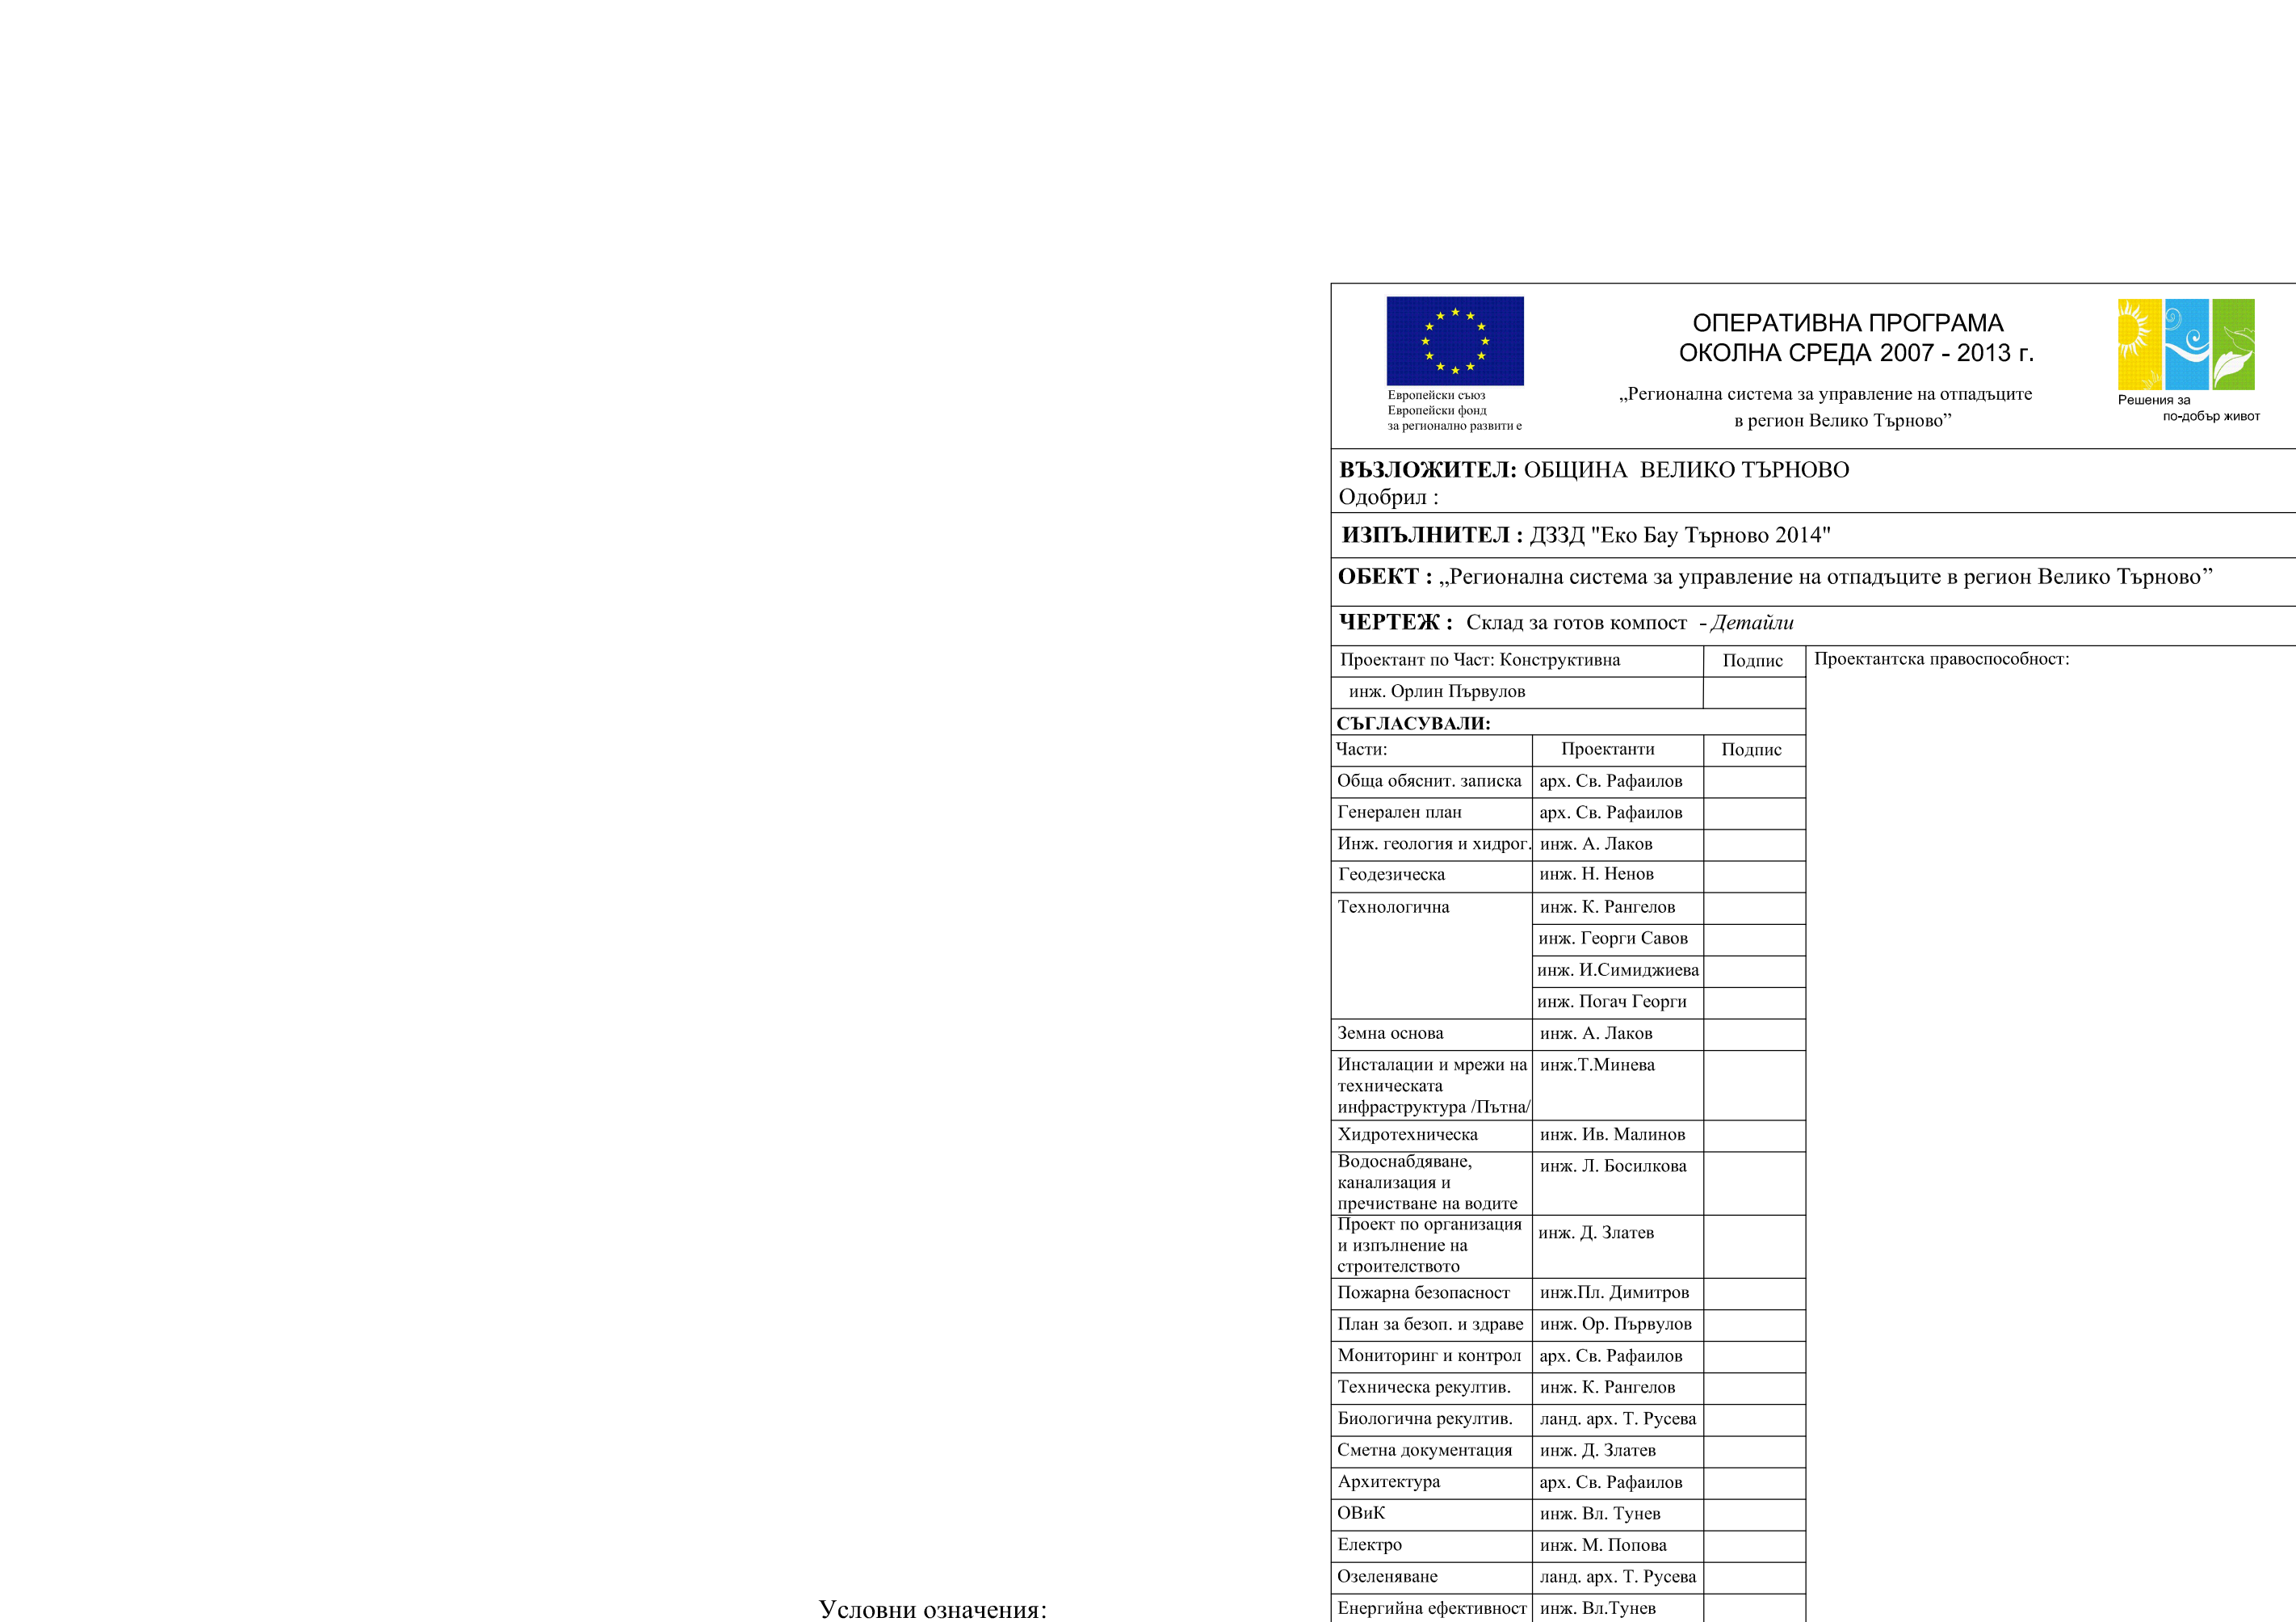 ОПЕРАТИВНА ПРОГРАМА
ОКОЛНА СРЕДА 2007 - 2013 г.
„Регионална система за управление на отпадъците
в регион Велико Търново”
Европейски съюз
Европейски фонд
за регионално развити е
Решения за
по-добър живот
ВЪЗЛОЖИТЕЛ: ОБЩИНА ВЕЛИКО ТЪРНОВО
Одобрил :
ИЗПЪЛНИТЕЛ : ДЗЗД "Еко Бау Търново 2014"
ОБЕКТ : „Регионална система за управление на отпадъците в регион Велико Търново”
ЧЕРТЕЖ : Склад за готов компост - Детайли
Проектант по Част: Конструктивна Подпис Проектантска правоспособност:
инж. Орлин Първулов
СЪГЛАСУВАЛИ:
Части: Проектанти Подпис
Обща обяснит. записка арх. Св. Рафаилов
Генерален план арх. Св. Рафаилов
Инж. геология и хидрог. инж. А. Лаков
Геодезическа инж. Н. Ненов
Технологична инж. К. Рангелов
инж. Георги Савов
инж. И.Симиджиева
инж. Погач Георги
Земна основа инж. А. Лаков
Инсталации и мрежи на инж.Т.Минева
техническата
инфраструктура /Пътна/
Хидротехническа инж. Ив. Малинов
Водоснабдяване, инж. Л. Босилкова
канализация и
пречистване на водите
Проект по организация инж. Д. Златев
и изпълнение на
строителството
Пожарна безопасност инж.Пл. Димитров
План за безоп. и здраве инж. Ор. Първулов
Мониторинг и контрол арх. Св. Рафаилов
Техническа рекултив. инж. К. Рангелов
Биологична рекултив. ланд. арх. Т. Русева
Сметна документация инж. Д. Златев
Архитектура арх. Св. Рафаилов
ОВиК инж. Вл. Тунев
Електро инж. М. Попова
Озеленяване ланд. арх. Т. Русева
Енергийна ефективност инж. Вл.Тунев
Условни означения: